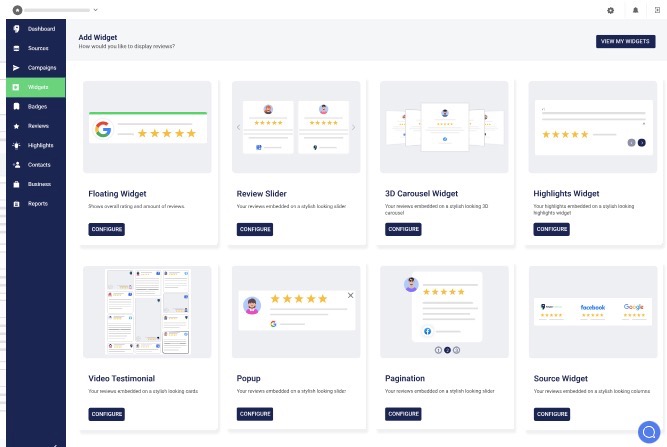 Dashboard
Sources
Campaigns
Widgets
Badges
Reviews
Highlights
Contacts
Business
Reports
Add Widget
How would you like to display reviews?
VIEW MY WIDGETS
Floating Widget
Shows overall rating and amount of reviews.
CONFIGURE
Review Slider
Your reviews embedded on a stylish looking slider
CONFIGURE
3D Carousel Widget
Your reviews embedded on a stylish looking 3D
carousel
CONFIGURE
Highlights Widget
Your highlights embedded on a stylish looking
highlights widget
CONFIGURE
Video Testimonial
Your reviews embedded on a stylish looking cards
CONFIGURE
Popup
Your reviews embedded on a stylish looking slider
CONFIGURE
1 2 3
Pagination
Your reviews embedded on a stylish looking slider
CONFIGURE
facebook
Google
Source Widget
Your reviews embedded on a stylish looking columns
CONFIGURE